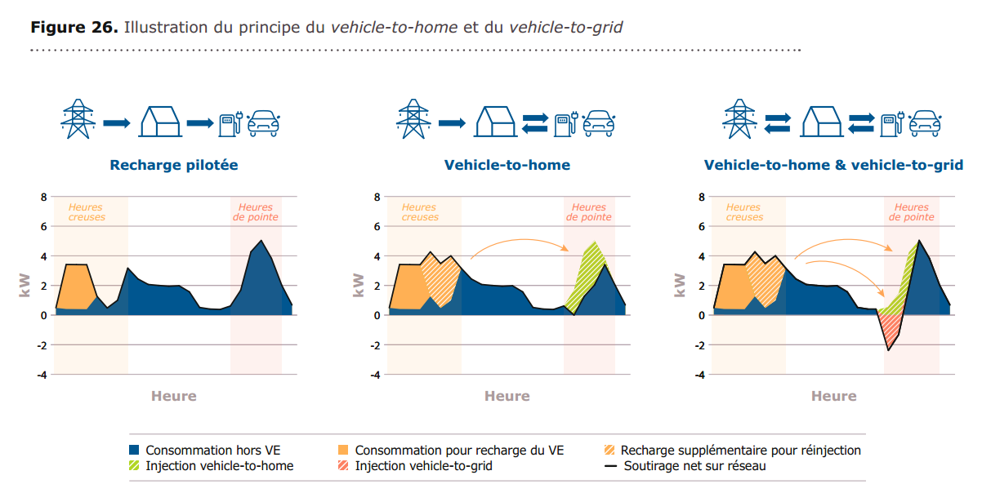 Figure 26. Illustration du principe du vehicle-to-home et du vehicle-to-grid
Recharge pilotée
Vehicle-to-home
Vehicle-to-home & vehicle-to-grid
kW
8
6
4
2
0
-2
-4
Heures
creuses
Heures
de pointe
Heure
kW
8
6
4
2
0
-2
-4
Heures
creuses
Heures
de pointe
Heure
kW
8
6
4
2
0
-2
-4
Heures
creuses
Heures
de pointe
Heure
Consommation hors VE
Consommation pour recharge du VE
Recharge supplémentaire pour réinjection
Injection vehicle-to-home
Injection vehicle-to-grid
Soutirage net sur réseau